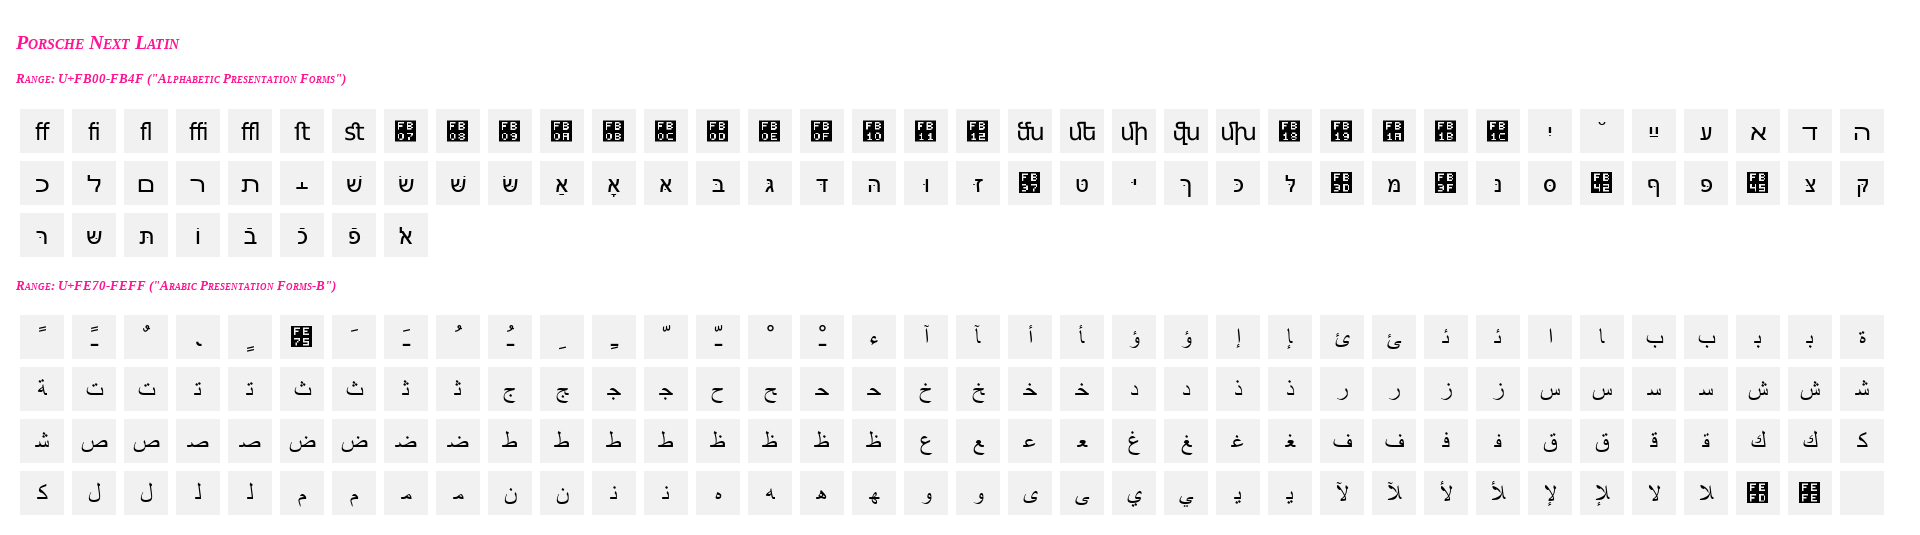 Porsche Next Latin
Range: U+FB00-FB4F ("Alphabetic Presentation Forms")
ff fi fl ffi ffl ſt st FB07 FB08 FB09 FB0A FB0B FB0C FB0D FB0E FB0F FB10 FB11 FB12 ﬓ ﬔ ﬕ ﬖ ﬗ FB18 FB19 FB1A FB1B FB1C יִ ﬞ ײַ ﬠ ﬡ ﬢ ﬣ
ﬤ ﬥ ﬦ ﬧ ﬨ ﬩ שׁ שׂ שּׁ שּׂ אַ אָ אּ בּ גּ דּ הּ וּ זּ FB37 טּ יּ ךּ כּ לּ FB3D מּ FB3F נּ סּ FB42 ףּ פּ FB45 צּ קּ
רּ שּ תּ וֹ בֿ כֿ פֿ ﭏ
Range: U+FE70-FEFF ("Arabic Presentation Forms-B")
ﹰ ﹱ ﹲ ﹳ ﹴ FE75 ﹶ ﹷ ﹸ ﹹ ﹺ ﹻ ﹼ ﹽ ﹾ ﹿ ﺀ ﺁ ﺂ ﺃ ﺄ ﺅ ﺆ ﺇ ﺈ ﺉ ﺊ ﺋ ﺌ ﺍ ﺎ ﺏ ﺐ ﺑ ﺒ ﺓ
ﺔ ﺕ ﺖ ﺗ ﺘ ﺙ ﺚ ﺛ ﺜ ﺝ ﺞ ﺟ ﺠ ﺡ ﺢ ﺣ ﺤ ﺥ ﺦ ﺧ ﺨ ﺩ ﺪ ﺫ ﺬ ﺭ ﺮ ﺯ ﺰ ﺱ ﺲ ﺳ ﺴ ﺵ ﺶ ﺷ
ﺸ ﺹ ﺺ ﺻ ﺼ ﺽ ﺾ ﺿ ﻀ ﻁ ﻂ ﻃ ﻄ ﻅ ﻆ ﻇ ﻈ ﻉ ﻊ ﻋ ﻌ ﻍ ﻎ ﻏ ﻐ ﻑ ﻒ ﻓ ﻔ ﻕ ﻖ ﻗ ﻘ ﻙ ﻚ ﻛ
ﻜ ﻝ ﻞ ﻟ ﻠ ﻡ ﻢ ﻣ ﻤ ﻥ ﻦ ﻧ ﻨ ﻩ ﻪ ﻫ ﻬ ﻭ ﻮ ﻯ ﻰ ﻱ ﻲ ﻳ ﻴ ﻵ ﻶ ﻷ ﻸ ﻹ ﻺ ﻻ ﻼ FEFD FEFE